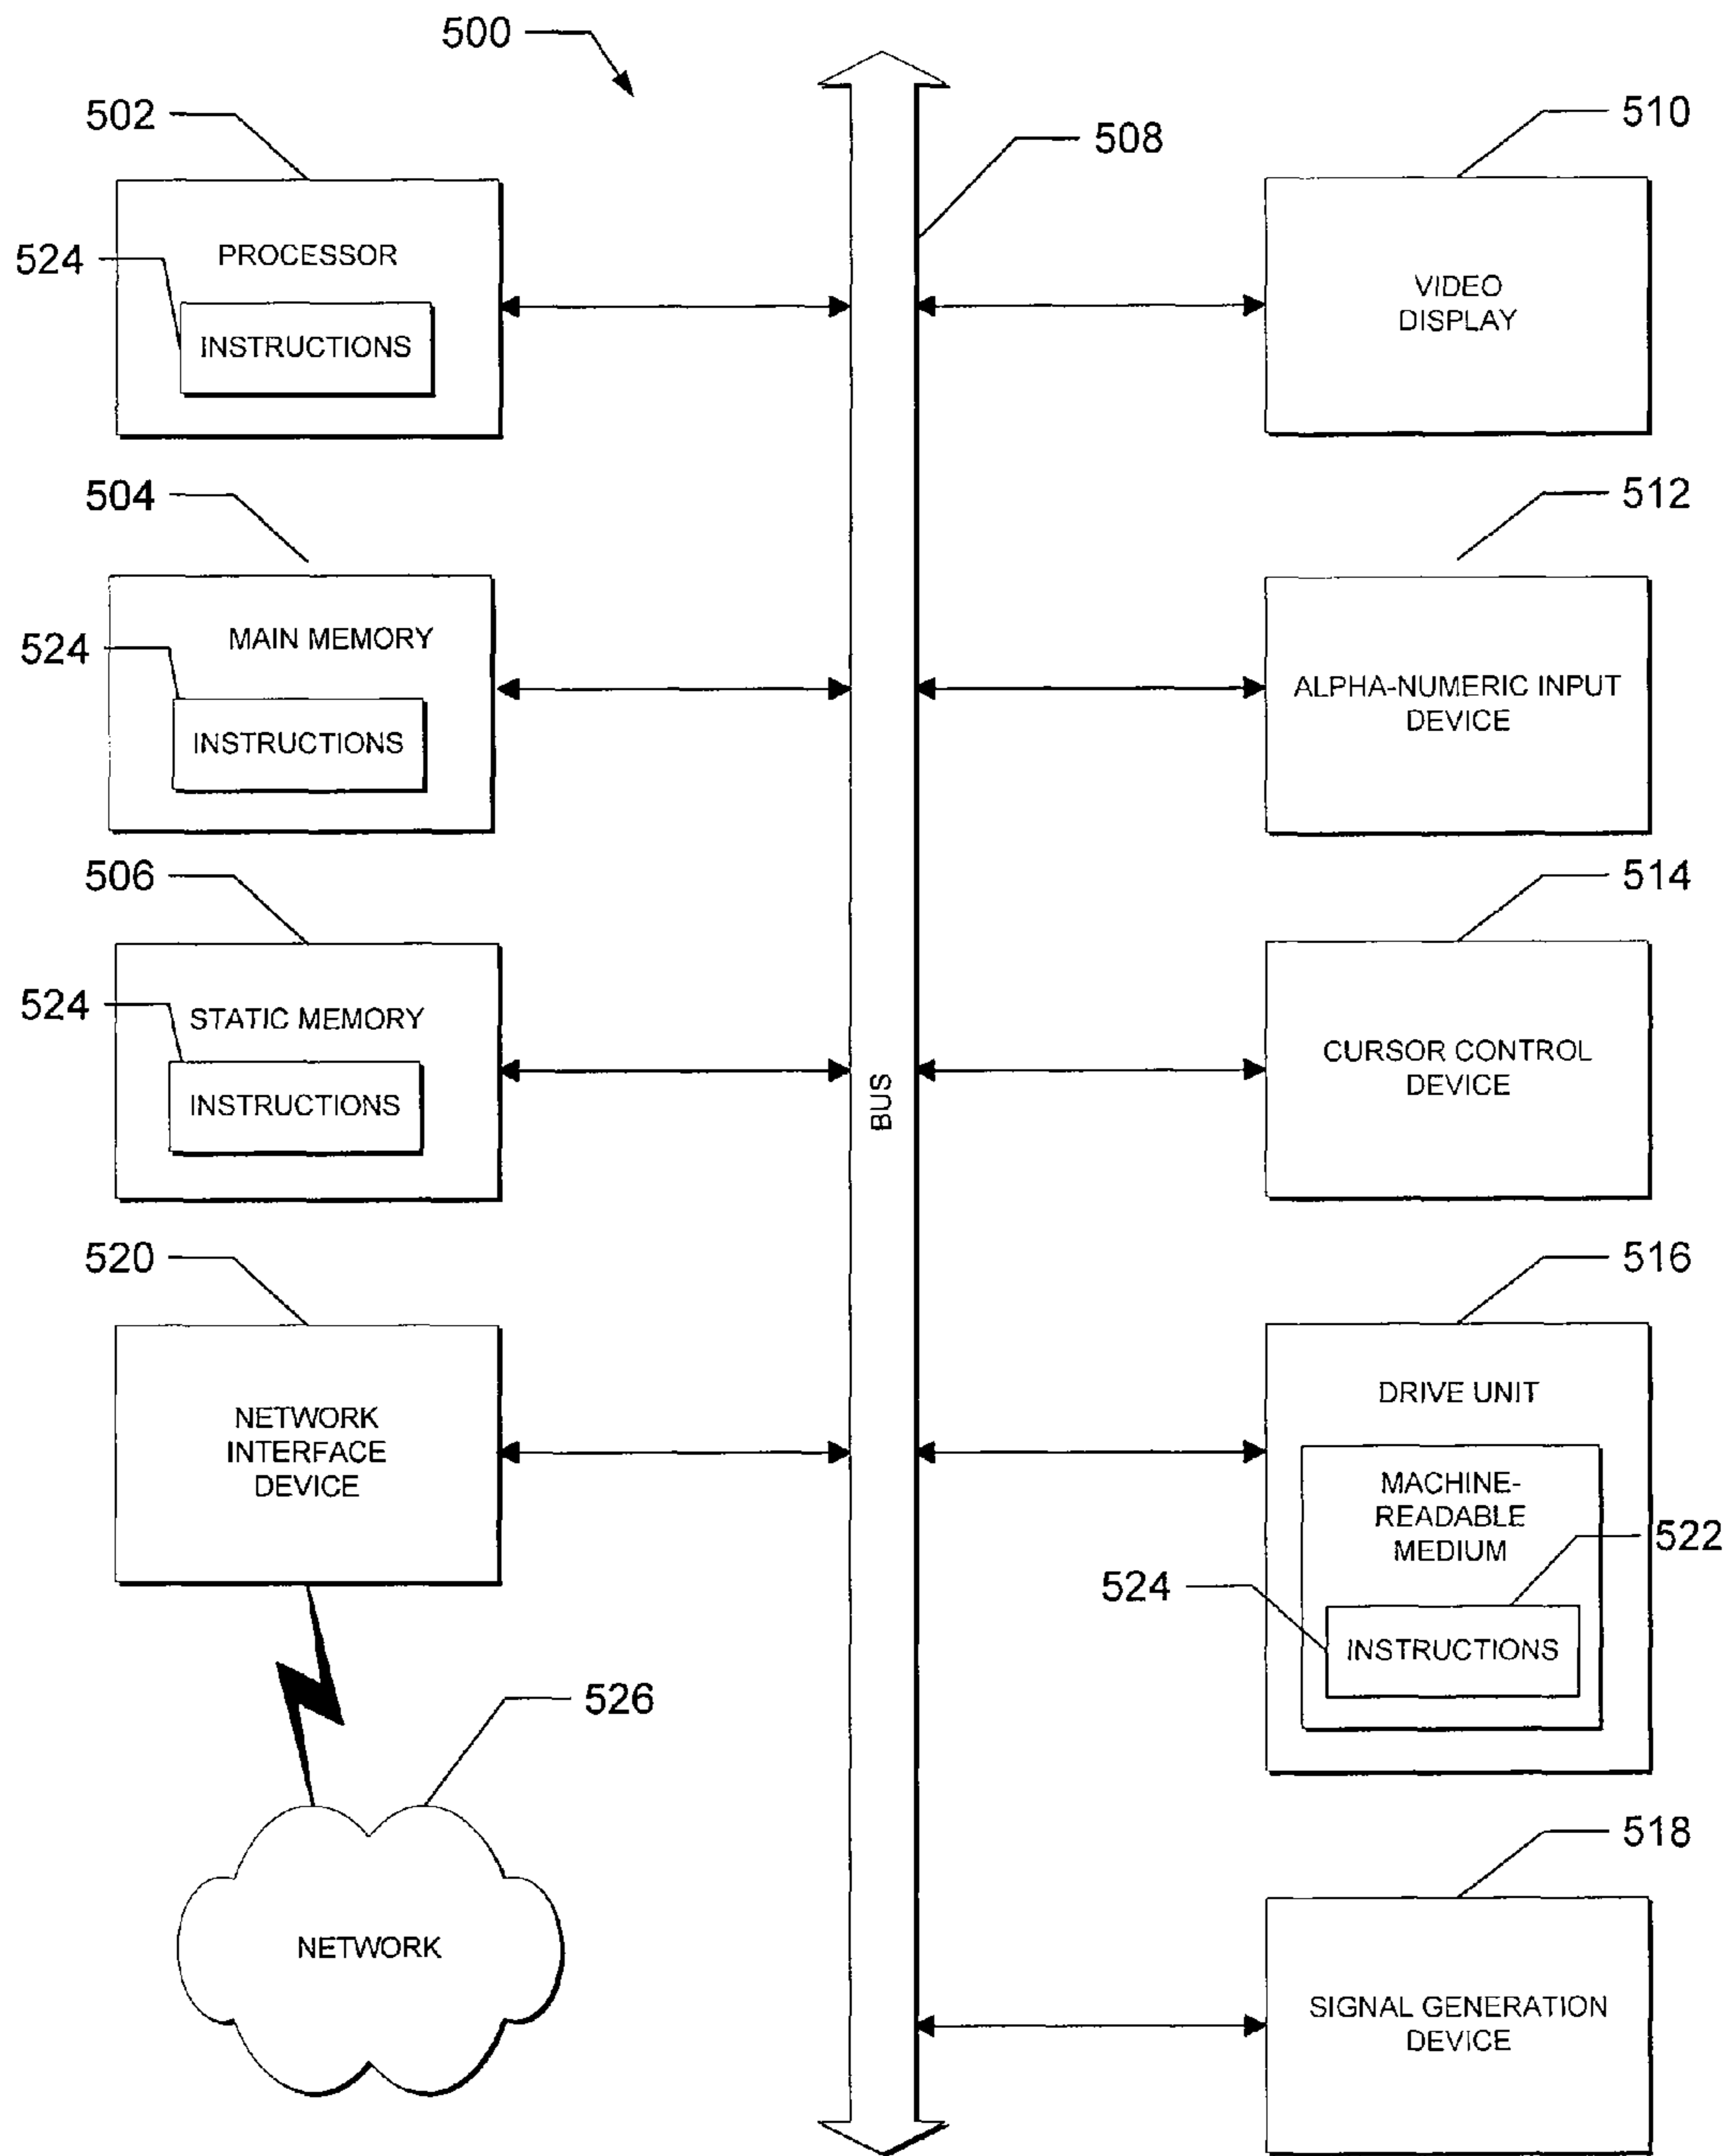 500
502
508
510
PROCESSOR
524
INSTRUCTIONS
VIDEO
DISPLAY
504
512
MAIN MEMORY
524
INSTRUCTIONS
ALPHA-NUMERIC INPUT
DEVICE
506
514
STATIC MEMORY
524
INSTRUCTIONS
CURSOR CONTROL
DEVICE
BUS
520
516
NETWORK
INTERFACE
DEVICE
DRIVE UNIT
MACHINE-
READABLE
MEDIUM
522
524
INSTRUCTIONS
526
NETWORK
518
SIGNAL GENERATION
DEVICE